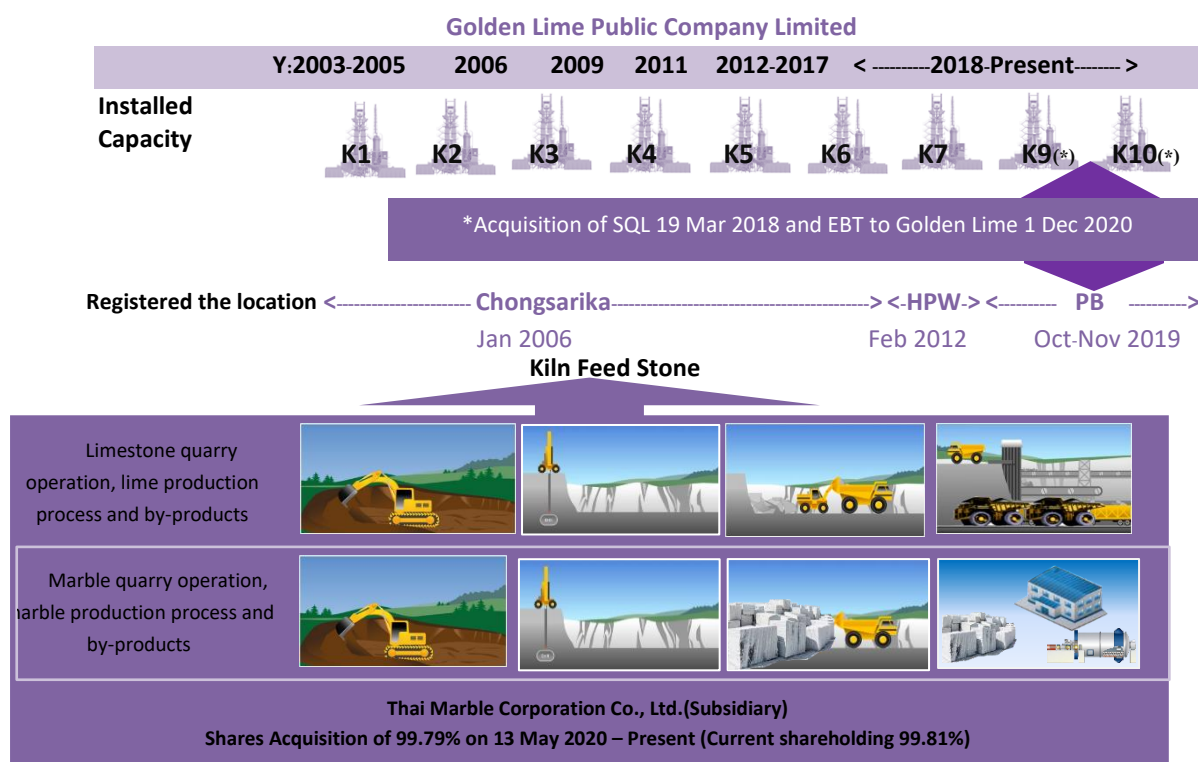 Golden Lime Public Company Limited
Y:2003-2005 2006 2009 2011 2012-2017 < ----------2018-Present-------- >
Installed
Capacity
K1 K2 K3 K4 K5 K6 K7 K9(*) K10(*)
*Acquisition of SQL 19 Mar 2018 and EBT to Golden Lime 1 Dec 2020
Registered the location <----------------------- Chongsarika--------------------------------------------> <-HPW-> <---------- PB ---------->
Jan 2006 Feb 2012 Oct-Nov 2019
Kiln Feed Stone
Limestone quarry
operation, lime production
process and by-products
Marble quarry operation,
arble production process and
by-products
Thai Marble Corporation Co., Ltd.(Subsidiary)
Shares Acquisition of 99.79% on 13 May 2020 – Present (Current shareholding 99.81%)